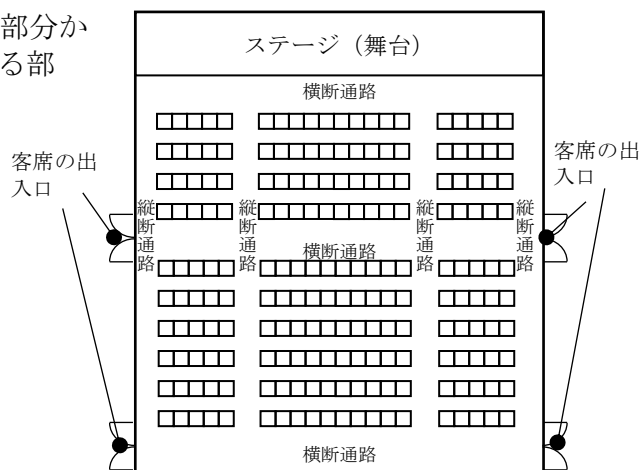 部分か
る部
ステージ（舞台）
横断通路
客席の出
入口
客席の出
入口
縦断通路
縦断通路
縦断通路
縦断通路
横断通路
横断通路